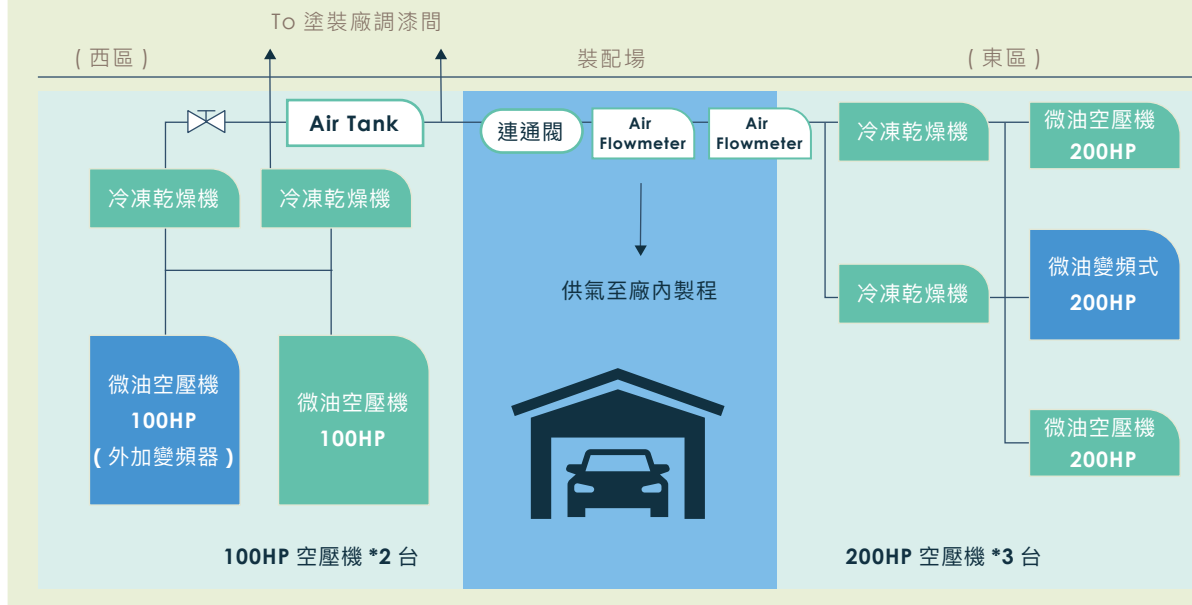 To 塗裝廠調漆間
( 西區 )
裝配場
( 東區 )
Air Tank
連通閥
Air
Flowmeter
Air
Flowmeter
冷凍乾燥機
微油空壓機
200HP
冷凍乾燥機
冷凍乾燥機
冷凍乾燥機
微油變頻式
200HP
供氣至廠內製程
微油空壓機
100HP
( 外加變頻器 )
微油空壓機
100HP
微油空壓機
200HP
100HP 空壓機 *2 台
200HP 空壓機 *3 台